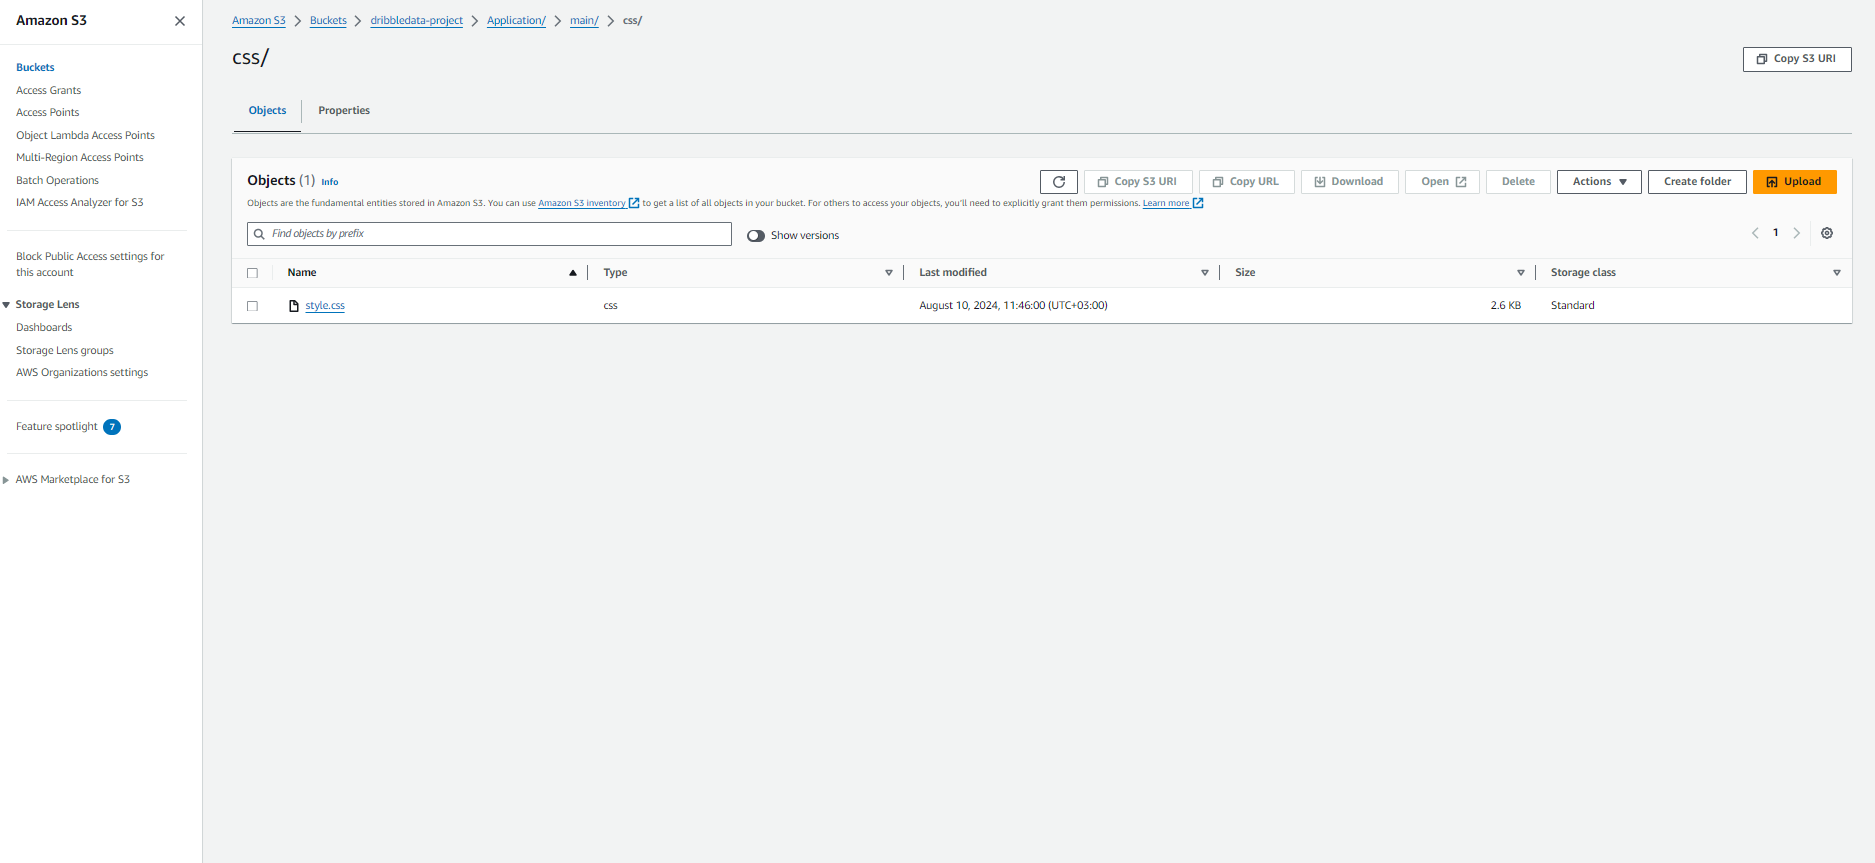 Amazon S3
Buckets
Access Grants
Access Points
Object Lambda Access Points
Multi-Region Access Points
Batch Operations
IAM Access Analyzer for S3
Block Public Access settings for
this account
Storage Lens
Dashboards
Storage Lens groups
AWS Organizations settings
Feature spotlight 7
AWS Marketplace for S3
Amazon S3 Buckets dribbledata-project Application/ main/ css/
css/
Copy S3 URI
Objects Properties
Objects (1) Info
Copy S3 URI Copy URL Download Open Delete Actions Create folder Upload
Objects are the fundamental entities stored in Amazon S3. You can use Amazon S3 inventory to get a list of all objects in your bucket. For others to access your objects, you'll need to explicitly grant them permissions. Learn more
Find objects by prefix Show versions 1
Name Type Last modified Size Storage class
style.css css August 10, 2024, 11:46:00 (UTC+03:00) 2.6 KB Standard